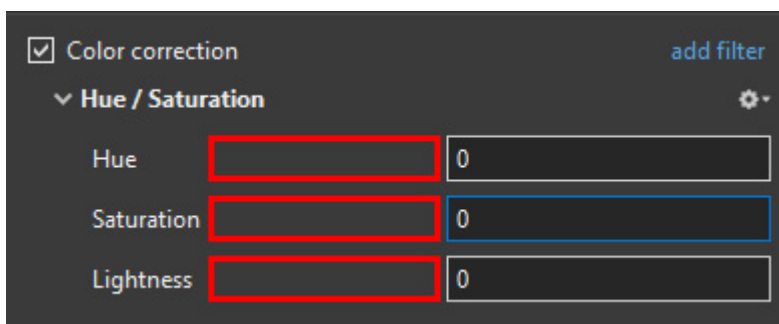 Color correction add filter
Hue / Saturation
Hue 0
Saturation 0
Lightness 0